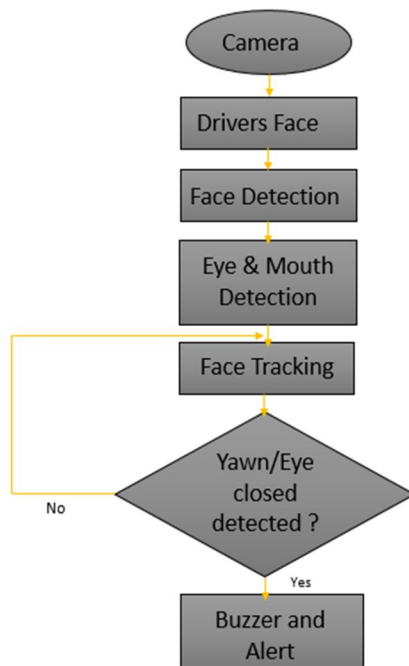 Camera
Drivers Face
Face Detection
Eye & Mouth
Detection
Face Tracking
Yawn/Eye
closed
detected ?
No
Yes
Buzzer and
Alert